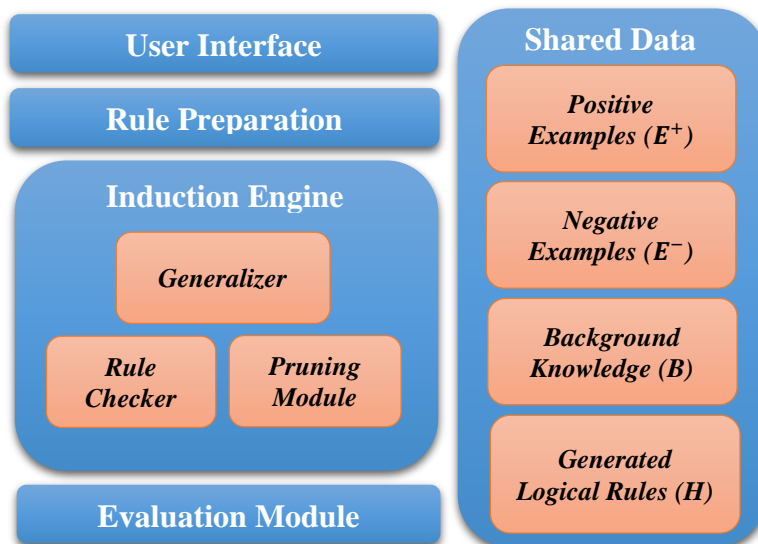 User Interface
Rule Preparation
Induction Engine
Generalizer
Rule
Checker
Pruning
Module
Evaluation Module
Shared Data
Positive
Examples (E⁺)
Negative
Examples (E⁻)
Background
Knowledge (B)
Generated
Logical Rules (H)